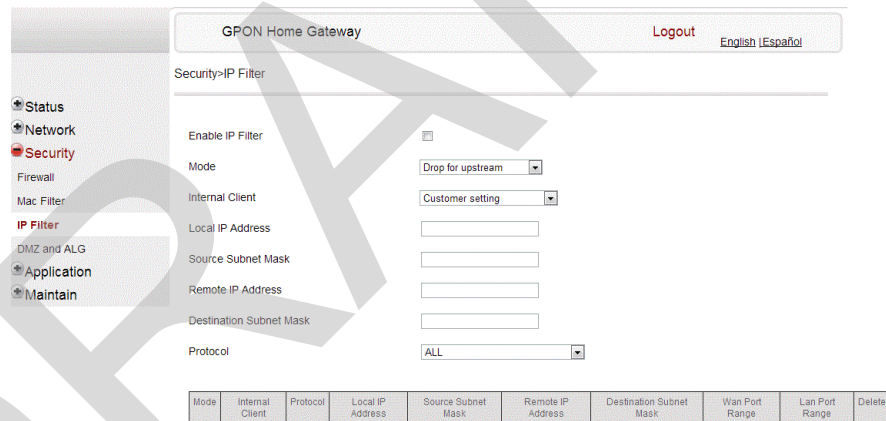 GPON Home Gateway
Logout
English | Español
Security>IP Filter
Status
Network
Security
Firewall
Mac Filter
IP Filter
DMZ and ALG
Application
Maintain
Enable IP Filter
Mode
Drop for upstream
Internal Client
Customer setting
Local IP Address
Source Subnet Mask
Remote IP Address
Destination Subnet Mask
Protocol
ALL
Mode
Internal
Client
Protocol
Local IP
Address
Source Subnet
Mask
Remote IP
Address
Destination Subnet
Mask
Wan Port
Range
Lan Port
Range
Delete